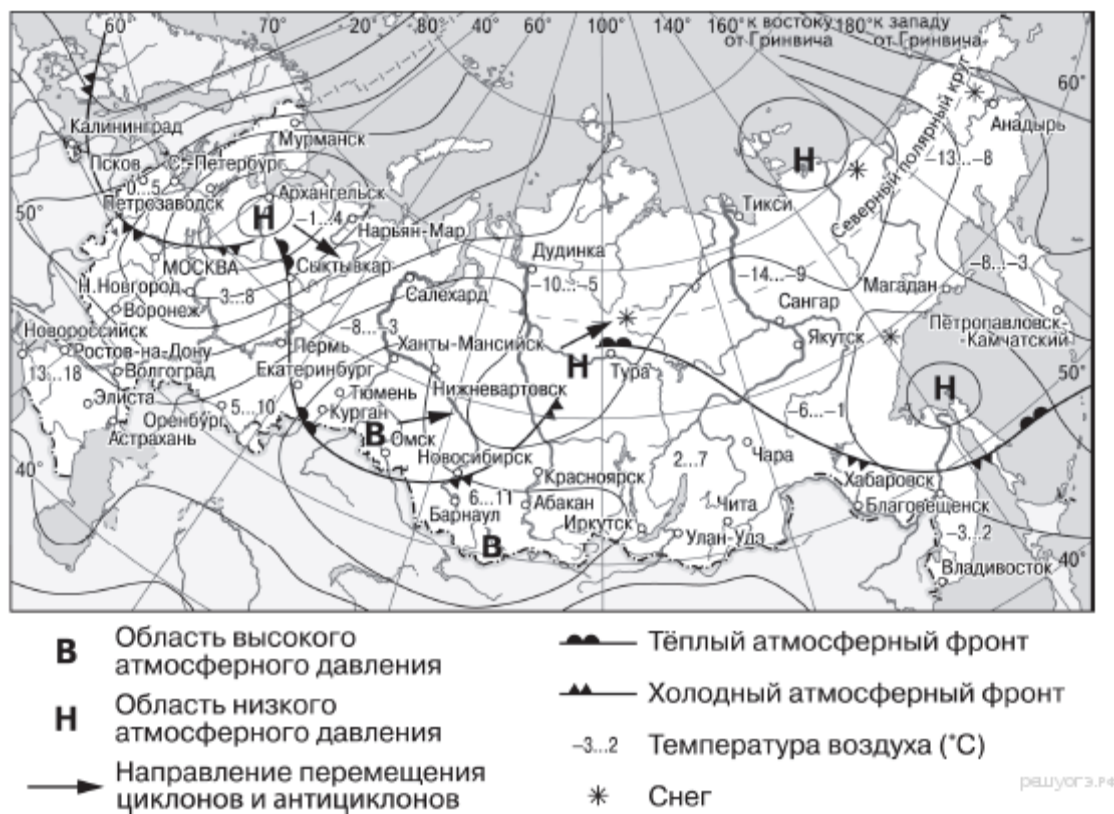 60° 70° 20° 80° 40° 60° 100° 140° 160° к востоку от Гринвича 180° к западу от Гринвича
60°
Северный полярный круг
Анадырь
Калининград
Мурманск
–13...–8
Псков
С.-Петербург
Н
–0...5
Архангельск
Петрозаводск
Тикси
50°
Н
–1...4
Нарьян-Мар
Дудинка
МОСКВА
Сыктывкар
–10...–5
–14...–9
–8...–3
Н.Новгород
3...8
Салехард
Магадан
Сангар
Воронеж
–8...–3
Петропавловск-
-Камчатский
Новороссийск
Якутск
Ростов-на-Дону
Пермь
Ханты-Мансийск
Н
Тура
13...18
Волгоград
Екатеринбург
50°
Нижневартовск
Н
Элиста
Тюмень
5...10
Курган
–6...–1
Оренбург
Астрахань
В
Омск
Чара
Новосибирск
2...7
40°
Красноярск
Хабаровск
6...11
Абакан
Чита
Благовещенск
Барнаул
Иркутск
Улан-Удэ
–3...2
В
40°
Владивосток
В Область высокого
атмосферного давления
Н Область низкого
атмосферного давления
Направление перемещения
циклонов и антициклонов
Тёплый атмосферный фронт
Холодный атмосферный фронт
–3...2 Температура воздуха (°C)
Снег
решуогэ.рф